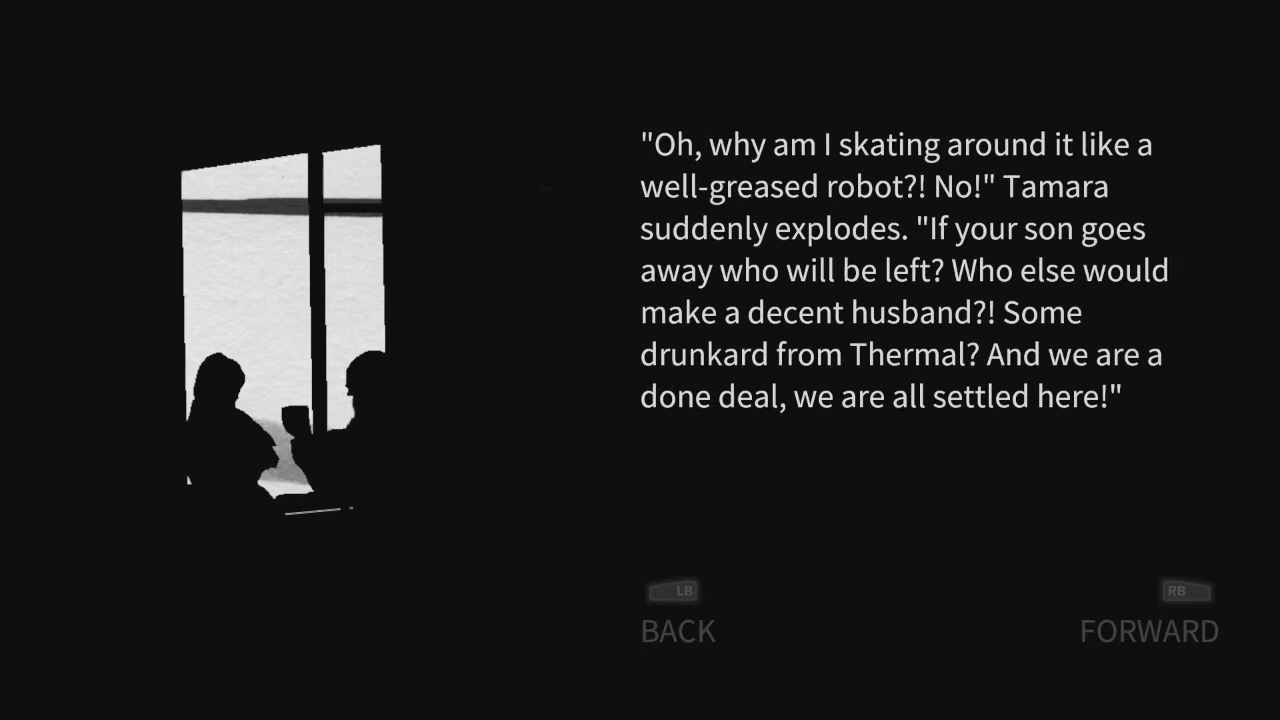 "Oh, why am I skating around it like a
well-greased robot?! No!" Tamara
suddenly explodes. "If your son goes
away who will be left? Who else would
make a decent husband?! Some
drunkard from Thermal? And we are a
done deal, we are all settled here!"
LB
RB
BACK
FORWARD